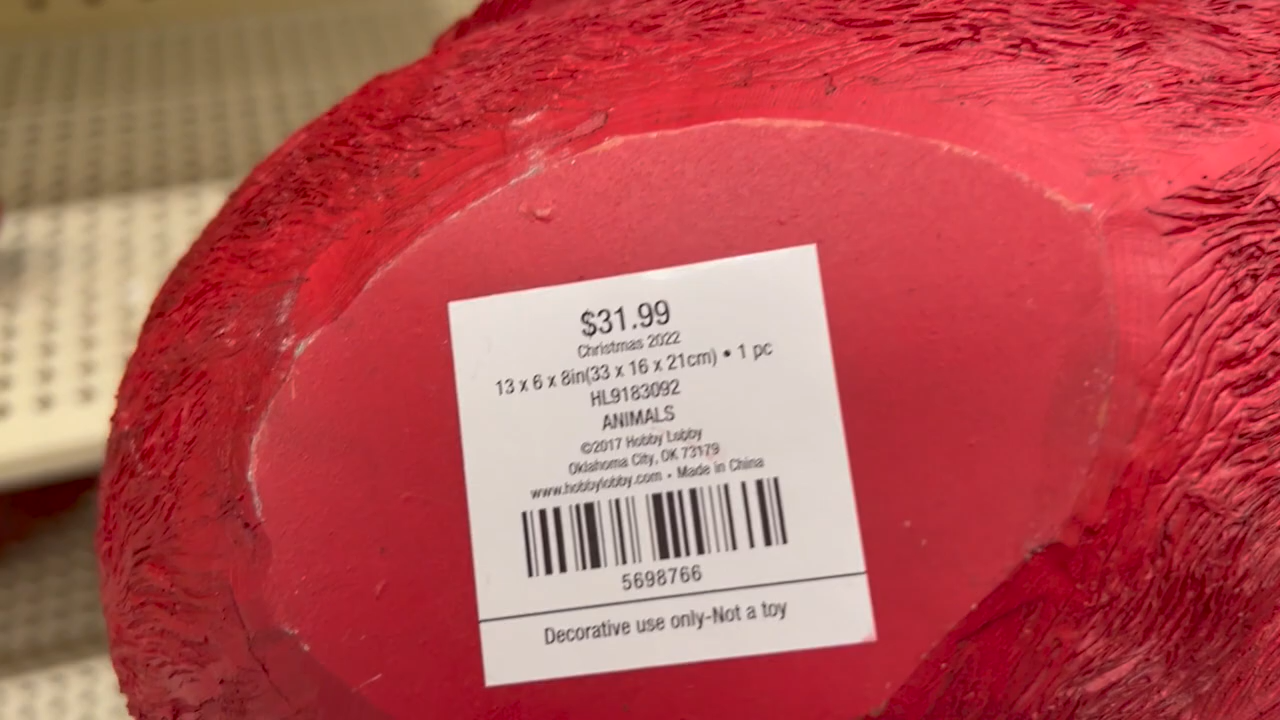 $31.99
Christmas 2022
13 x 6 x 8in(33 x 16 x 21cm) • 1 pc
HL9183092
ANIMALS
©2017 Hobby Lobby
Oklahoma City, OK 73179
www.hobbylobby.com • Made in China
5698766
Decorative use only-Not a toy